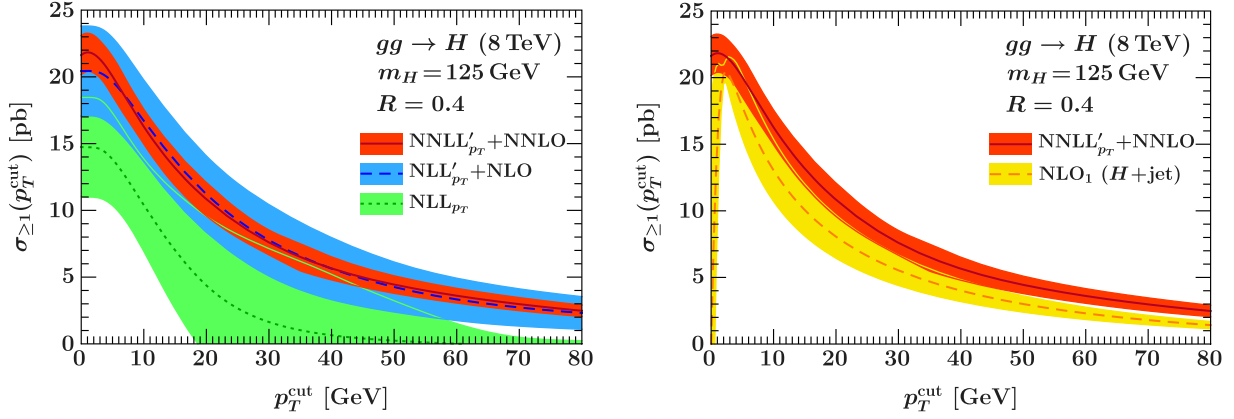 25
20
15
10
5
0
σ≥1(p_T^cut) [pb]
gg → H (8 TeV)
m_H = 125 GeV
R = 0.4
NNLL′_pT+NNLO
NLL′_pT+NLO
NLL_pT
0 10 20 30 40 50 60 70 80
p_T^cut [GeV]
25
20
15
10
5
0
σ≥1(p_T^cut) [pb]
gg → H (8 TeV)
m_H = 125 GeV
R = 0.4
NNLL′_pT+NNLO
NLO₁ (H+jet)
0 10 20 30 40 50 60 70 80
p_T^cut [GeV]